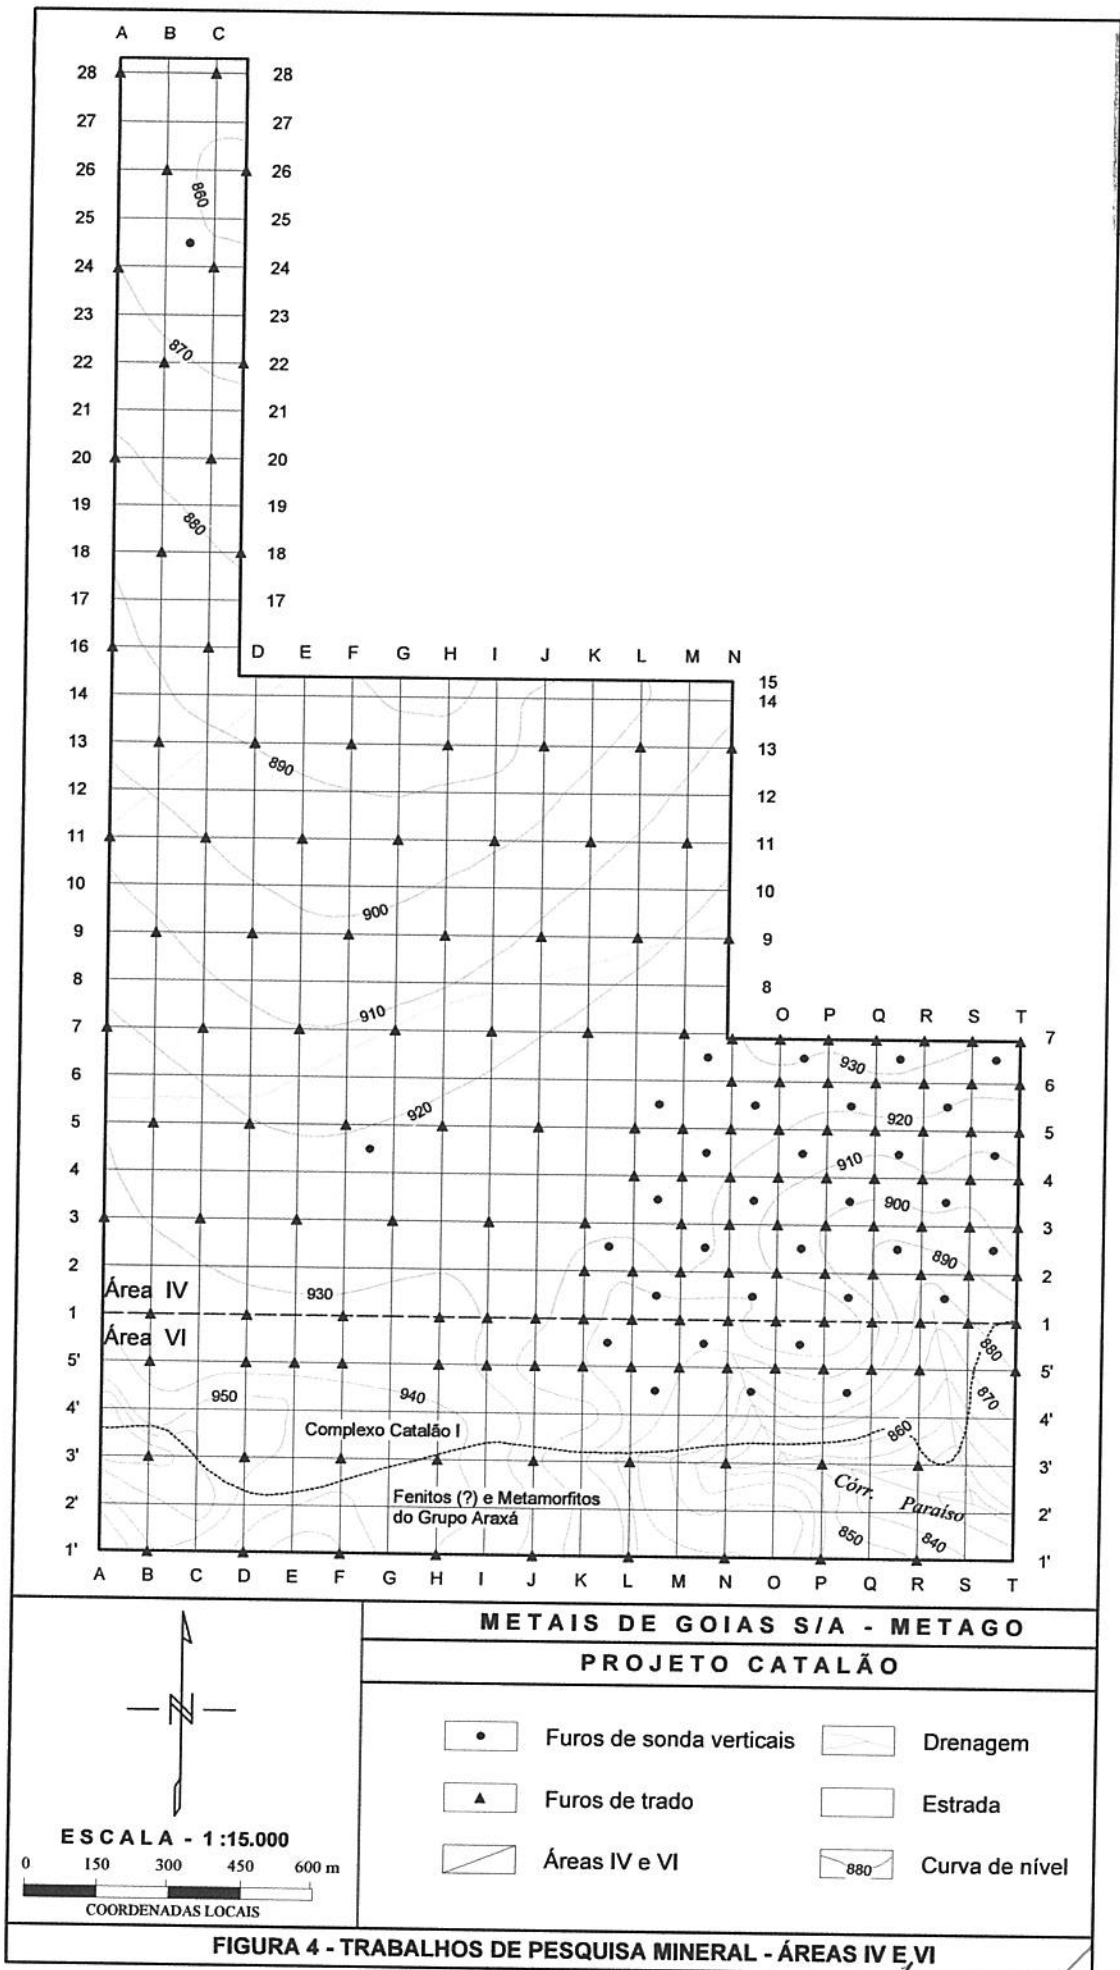 A B C
28 28
27 27
26 26
860
25 25
24 24
23 23
870
22 22
21 21
20 20
19 19
880
18 18
17 17
16
D E F G H I J K L M N
15
14 14
13 13
890
12 12
11 11
10 10
900
9 9
8 8
910
O P Q R S T
7 7
930
6 6
920
920
5 5
910
4 4
900
3 3
890
2 2
Área IV
930
1 1
Área VI
880
5' 5'
950
940
870
4' 4'
Complexo Catalão I
860
3' 3'
Córr. Paraíso
Fenitos (?) e Metamorfitos
do Grupo Araxá
2' 2'
850
840
1' 1'
A B C D E F G H I J K L M N O P Q R S T
METAIS DE GOIAS S/A - METAGO
PROJETO CATALÃO
N
Furos de sonda verticais
Drenagem
Furos de trado
Estrada
Áreas IV e VI
880
Curva de nível
ESCALA - 1:15.000
0 150 300 450 600 m
COORDENADAS LOCAIS
FIGURA 4 - TRABALHOS DE PESQUISA MINERAL - ÁREAS IV E VI